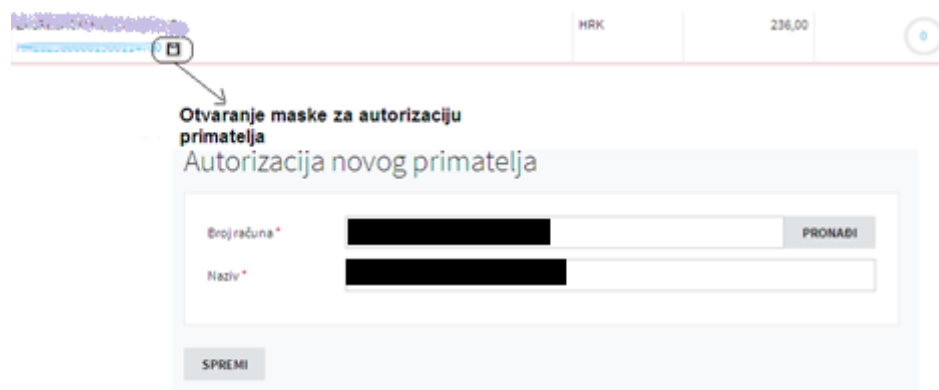 HRK 236,00 0
Otvaranje maske za autorizaciju
primatelja
Autorizacija novog primatelja
Broj računa * PRONAĐI
Naziv *
SPREMI